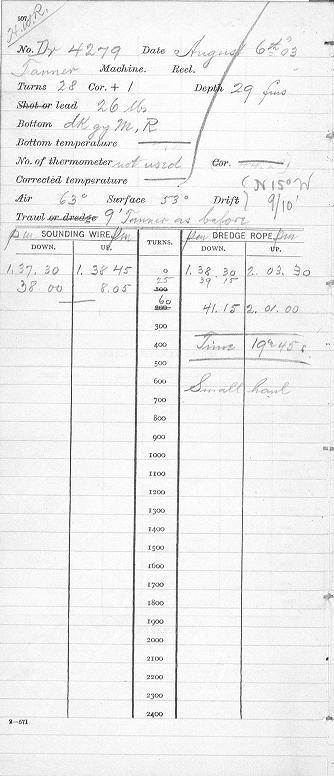 507.
H.W.R.
No. Dr 4279 Date August 6th 03
Tanner Machine. Reel.
Turns 28 Cor. + 1 Depth 29 fms
Shot or lead 26 lbs
Bottom dk gy M, R
Bottom temperature
No. of thermometer not used Cor.
Corrected temperature
Air 63° Surface 53° Drift { N 15° W 9/10'
Trawl or dredge 9' Tanner as before
pm SOUNDING WIRE. pm TURNS. pm DREDGE ROPE. pm
DOWN. UP. DOWN. UP.
1.37.30 1.38 45 0 1.38.30 2.03.30
38 00 8.05 25 100 39 15
60 200 41.15 2.01.00
300
400 Time 19m 45s
500
600 Small haul
700
800
900
1000
1100
1200
1300
1400
1500
1600
1700
1800
1900
2000
2100
2200
2300
2400
2—571